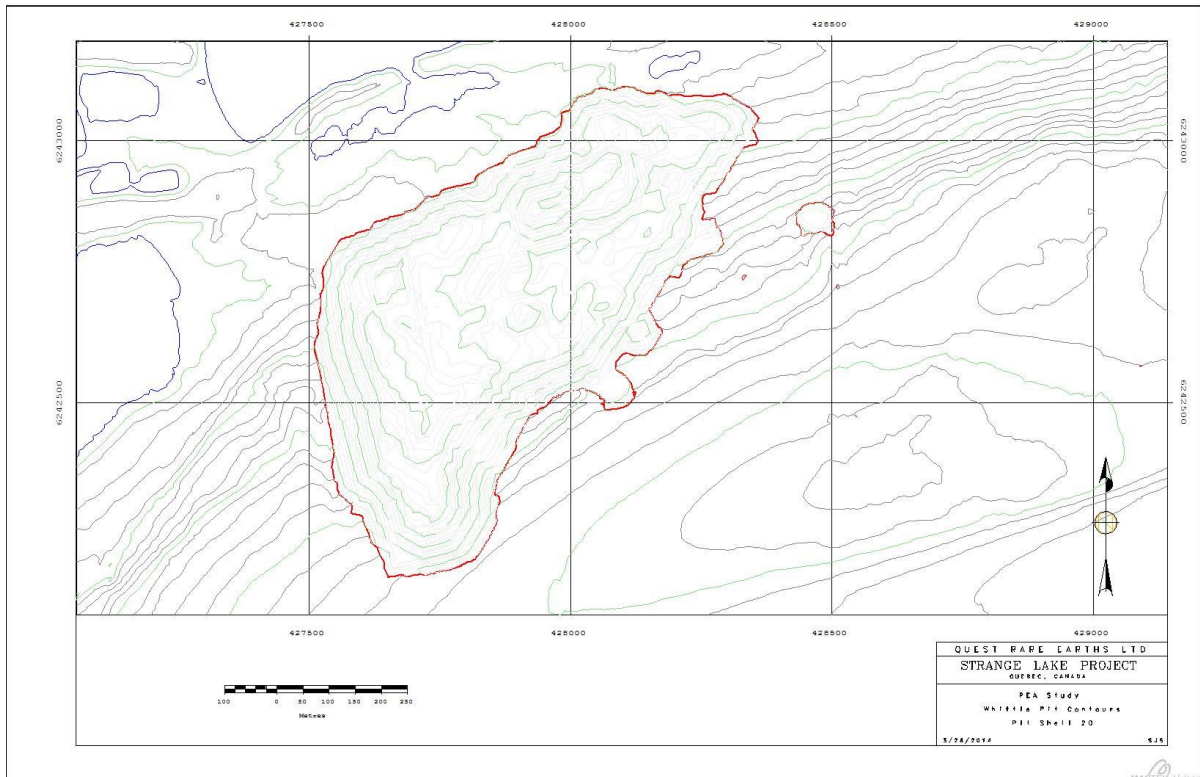 427500 428000 428500 429000
6243000 6243000
6242500 6242500
427500 428000 428500 429000
100 0 50 100 150 200 250
Metres
QUEST RARE EARTHS LTD
STRANGE LAKE PROJECT
QUEBEC, CANADA
PEA Study
Whittle Pit Contours
Pit Shell 20
3/28/2014 SJS